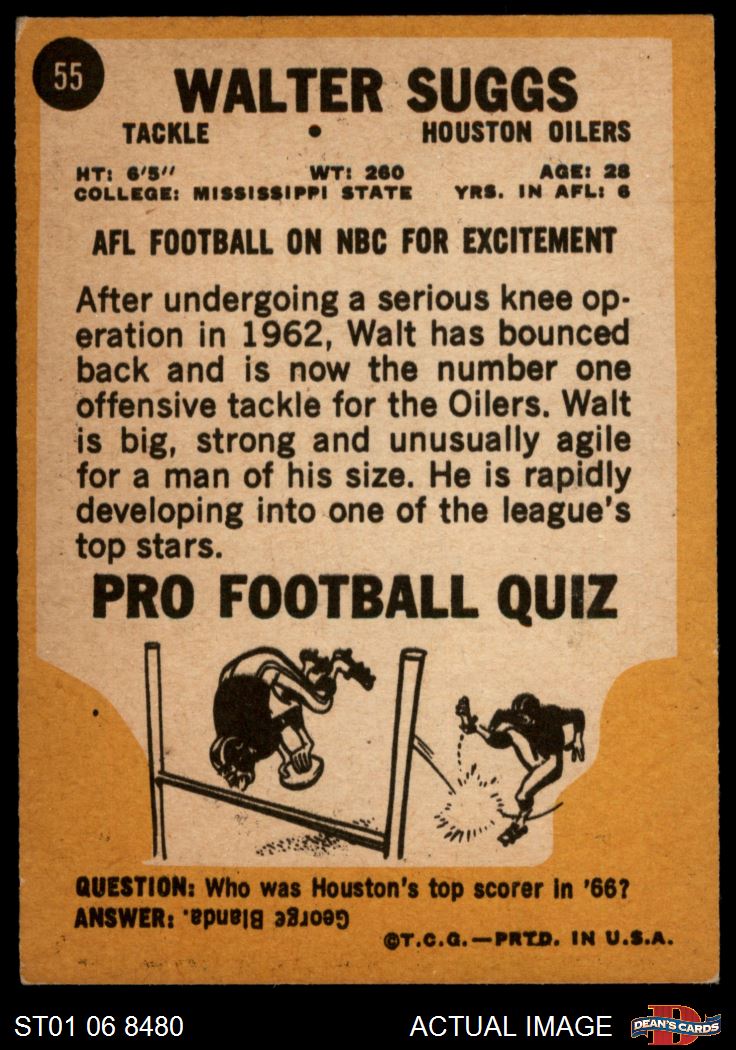 55
WALTER SUGGS
TACKLE • HOUSTON OILERS
HT: 6'5" WT: 260 AGE: 28
COLLEGE: MISSISSIPPI STATE YRS. IN AFL: 6
AFL FOOTBALL ON NBC FOR EXCITEMENT
After undergoing a serious knee op-
eration in 1962, Walt has bounced
back and is now the number one
offensive tackle for the Oilers. Walt
is big, strong and unusually agile
for a man of his size. He is rapidly
developing into one of the league's
top stars.
PRO FOOTBALL QUIZ
QUESTION: Who was Houston's top scorer in '66?
ANSWER: George Blanda.
©T.C.G.—PRTD. IN U.S.A.
ST01 06 8480 ACTUAL IMAGE DEAN'S CARDS